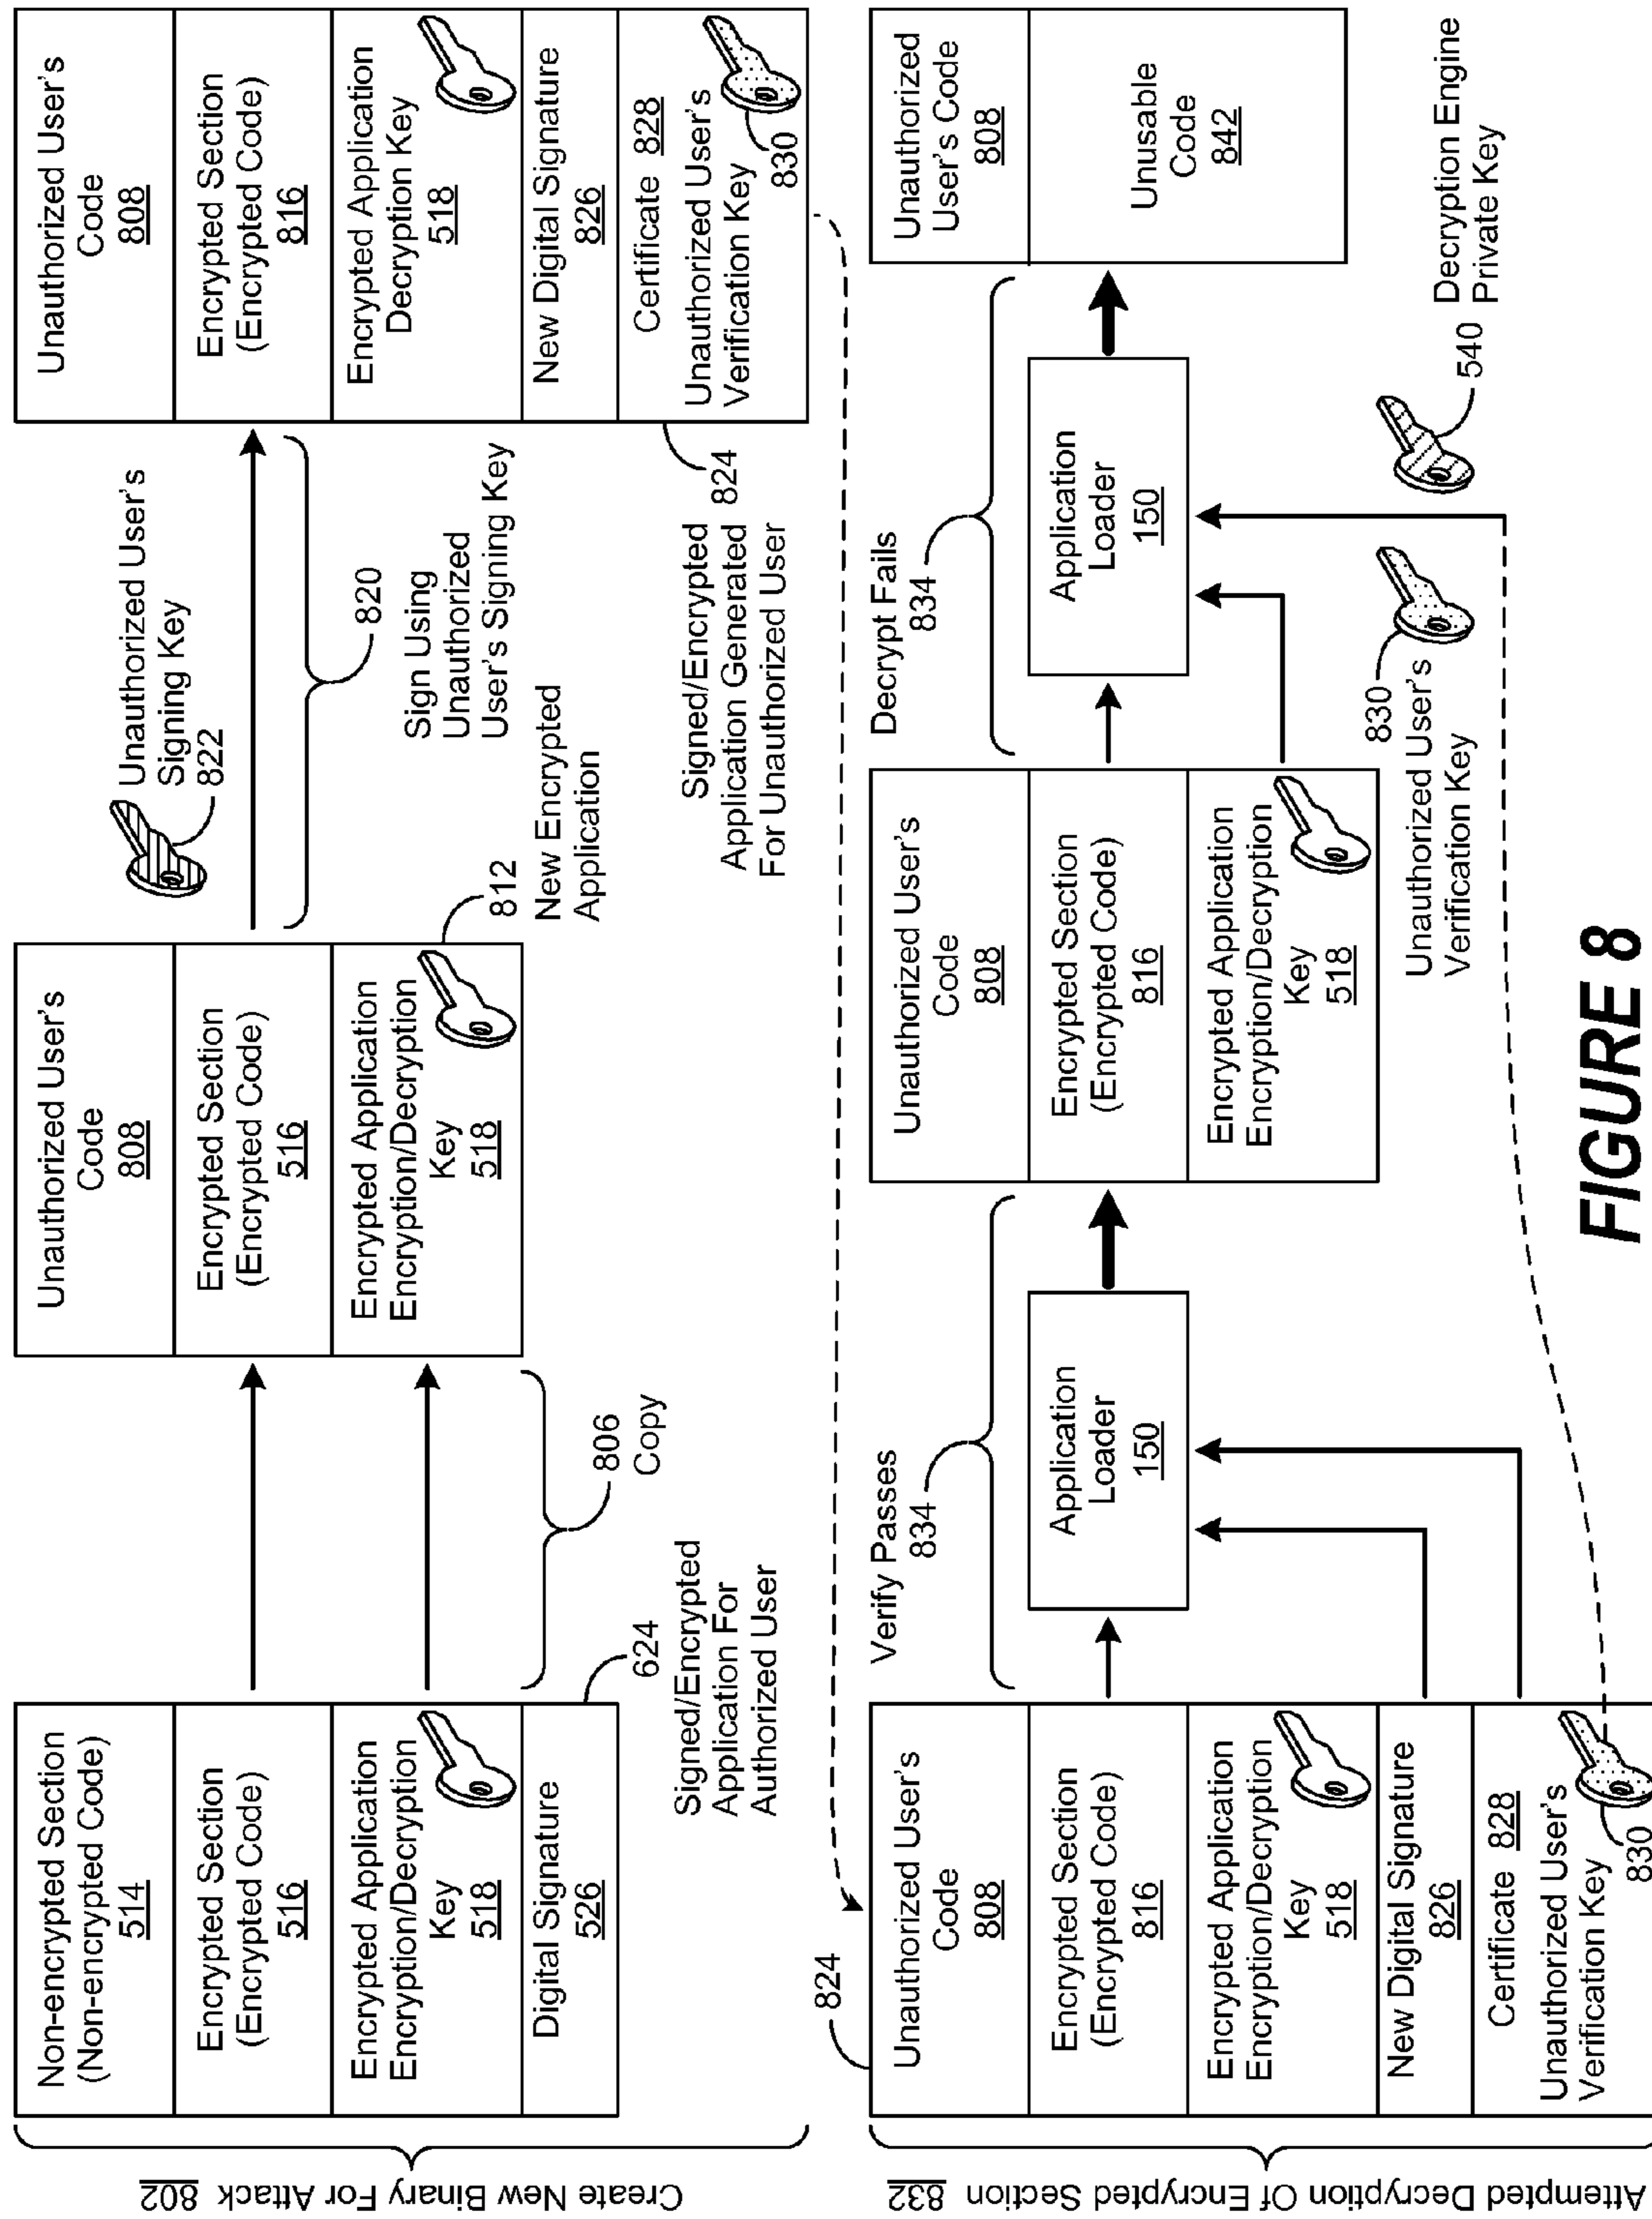 Create New Binary For Attack 802
Non-encrypted Section
(Non-encrypted Code)
514
Encrypted Section
(Encrypted Code)
516
Encrypted Application
Encryption/Decryption
Key
518
Digital Signature
526
624
Signed/Encrypted
Application For
Authorized User
806
Copy
Unauthorized User's
Code
808
Encrypted Section
(Encrypted Code)
516
Encrypted Application
Encryption/Decryption
Key
518
812
New Encrypted
Application
Unauthorized User's
Signing Key
822
820
Sign Using
Unauthorized
User's Signing Key
Unauthorized User's
Code
808
Encrypted Section
(Encrypted Code)
816
Encrypted Application
Decryption Key
518
New Digital Signature
826
Certificate 828
Unauthorized User's
Verification Key
830
824
Signed/Encrypted
Application Generated
For Unauthorized User
Attempted Decryption Of Encrypted Section 832
824
Unauthorized User's
Code
808
Encrypted Section
(Encrypted Code)
816
Encrypted Application
Encryption/Decryption
Key
518
New Digital Signature
826
Certificate 828
Unauthorized User's
Verification Key
830
Verify Passes
834
Application
Loader
150
Unauthorized User's
Code
808
Encrypted Section
(Encrypted Code)
816
Encrypted Application
Encryption/Decryption
Key
518
Decrypt Fails
834
Application
Loader
150
830
Unauthorized User's
Verification Key
540
Decryption Engine
Private Key
Unauthorized
User's Code
808
Unusable
Code
842
FIGURE 8